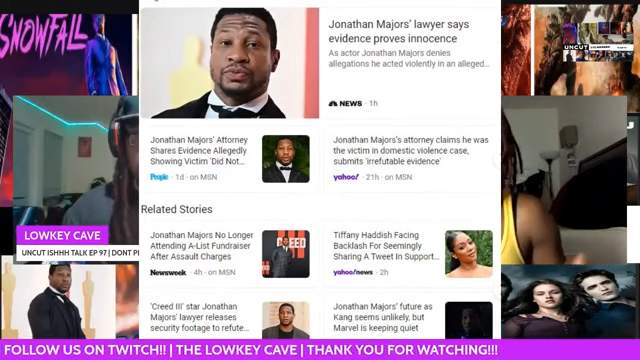 SNOWFALL
Jonathan Majors' lawyer says
evidence proves innocence
As actor Jonathan Majors denies
allegations he acted violently in an alleged...
NEWS · 1h
UNCUT
Jonathan Majors' Attorney
Shares Evidence Allegedly
Showing Victim 'Did Not...
People · 1d · on MSN
Jonathan Majors's attorney claims he was
the victim in domestic violence case,
submits 'irrefutable evidence'
yahoo! · 21h · on MSN
Related Stories
Jonathan Majors No Longer
Attending A-List Fundraiser
After Assault Charges
Newsweek · 4h · on MSN
CREED III
Tiffany Haddish Facing
Backlash For Seemingly
Sharing A Tweet In Support...
yahoo/news · 2h
LOWKEY CAVE
UNCUT ISHHH TALK EP 97 | DONT PL
'Creed III' star Jonathan
Majors' lawyer releases
security footage to refute...
Jonathan Majors' future as
Kang seems unlikely, but
Marvel is keeping quiet
FOLLOW US ON TWITCH!! | THE LOWKEY CAVE | THANK YOU FOR WATCHING!!!